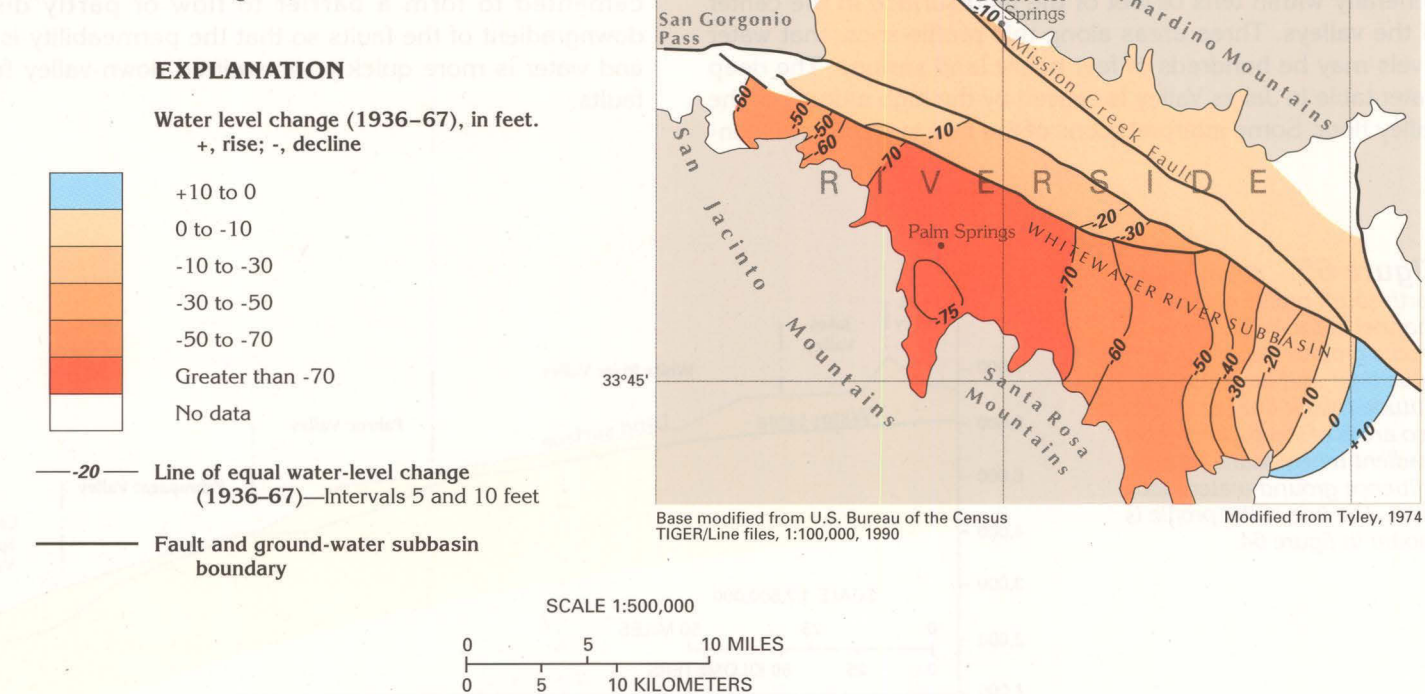 EXPLANATION
Water level change (1936–67), in feet.
+, rise; -, decline
+10 to 0
0 to -10
-10 to -30
-30 to -50
-50 to -70
Greater than -70
No data
-20
Line of equal water-level change
(1936–67)—Intervals 5 and 10 feet
Fault and ground-water subbasin
boundary
SCALE 1:500,000
0 5 10 MILES
0 5 10 KILOMETERS
San Gorgonio
Pass
Springs
-10
Mission Creek Fault
Mountains
San Jacinto
Mountains
RIVERSIDE
-60
-50
-50
-60
-70
-10
-20
-30
Palm Springs
WHITEWATER RIVER SUBBASIN
-75
-70
-60
-50
-40
-30
-20
-10
0
+10
33°45'
Santa Rosa
Mountains
Base modified from U.S. Bureau of the Census
TIGER/Line files, 1:100,000, 1990
Modified from Tyley, 1974